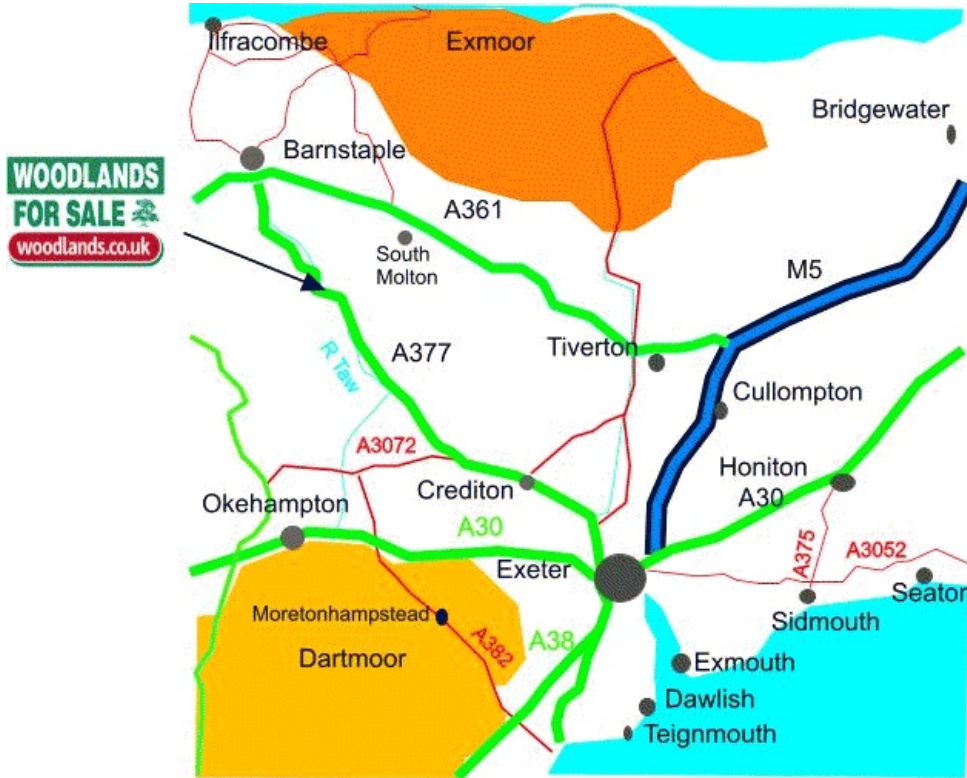 Ilfracombe
Exmoor
Bridgewater
Barnstaple
WOODLANDS
FOR SALE
woodlands.co.uk
A361
South
Molton
M5
R Taw
A377
Tiverton
Cullompton
A3072
Crediton
Honiton
A30
Okehampton
A30
Exeter
A375
A3052
Seaton
Sidmouth
Moretonhampstead
A382
A38
Dartmoor
Exmouth
Dawlish
Teignmouth